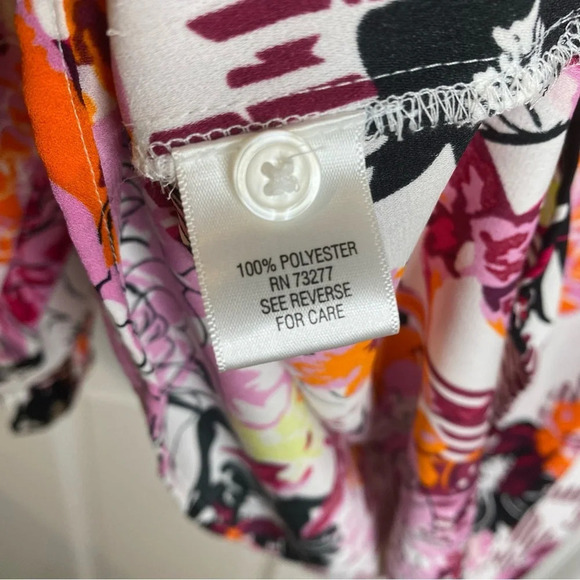 100% POLYESTER
RN 73277
SEE REVERSE
FOR CARE